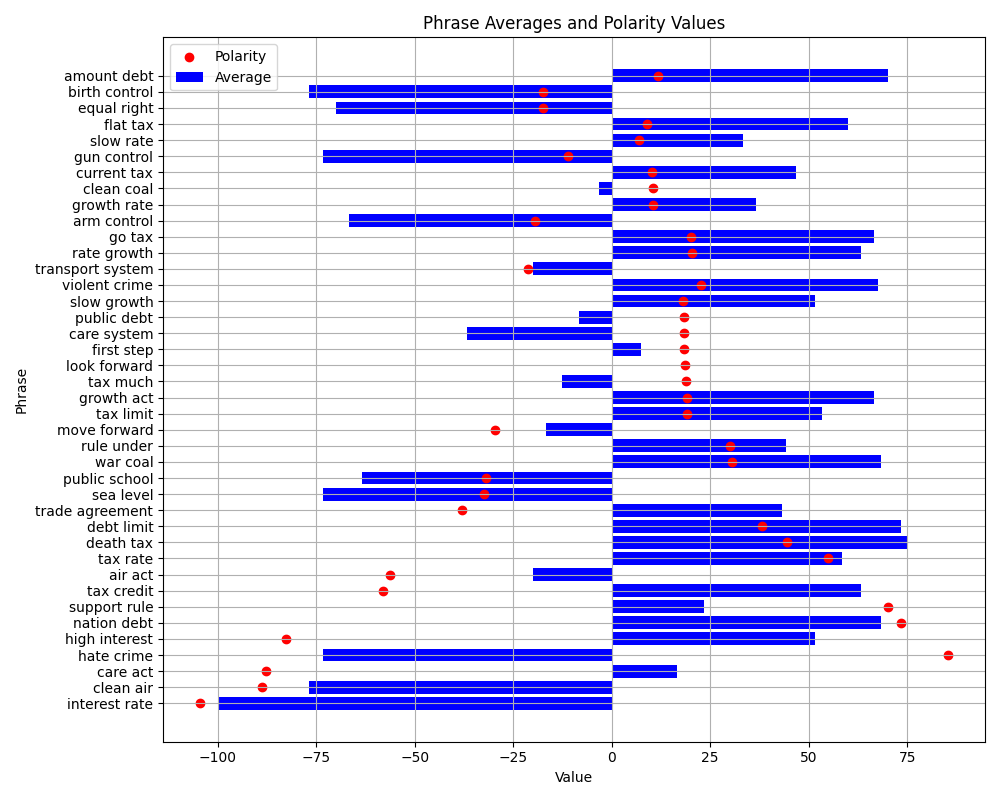 Phrase Averages and Polarity Values
Polarity
Average
amount debt
birth control
equal right
flat tax
slow rate
gun control
current tax
clean coal
growth rate
arm control
go tax
rate growth
transport system
violent crime
slow growth
public debt
care system
first step
look forward
tax much
growth act
tax limit
move forward
rule under
war coal
public school
sea level
trade agreement
debt limit
death tax
tax rate
air act
tax credit
support rule
nation debt
high interest
hate crime
care act
clean air
interest rate
Phrase
−100 −75 −50 −25 0 25 50 75
Value